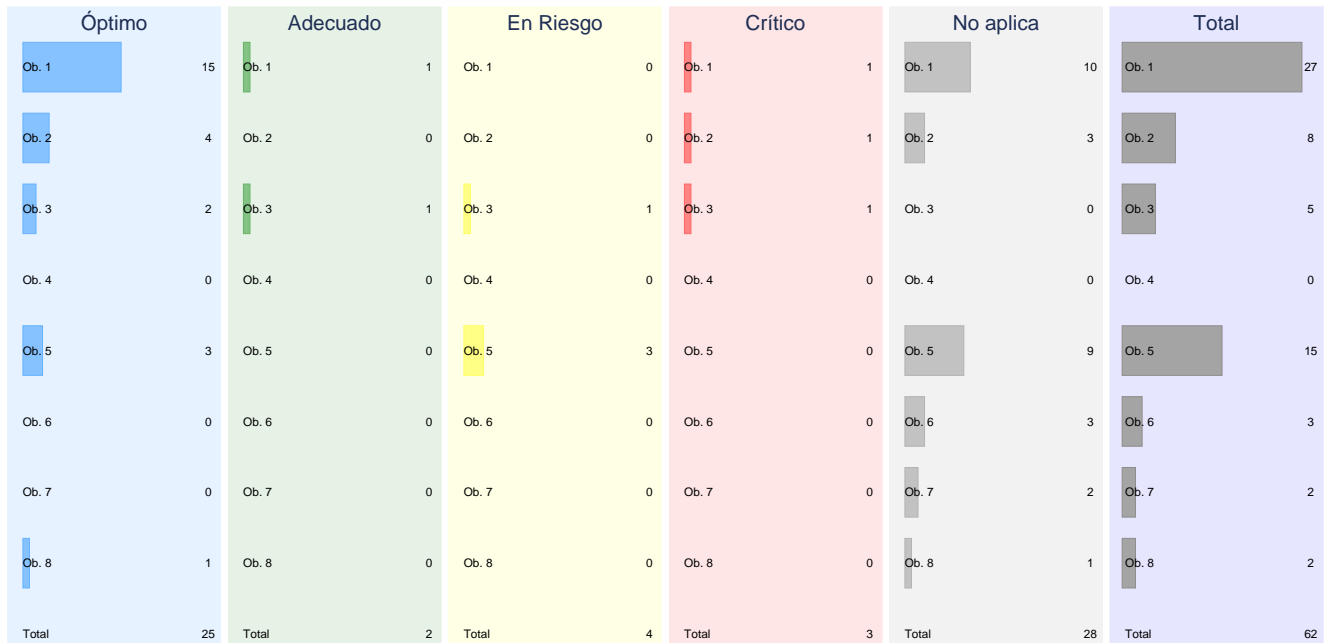 Óptimo Adecuado En Riesgo Crítico No aplica Total
Ob. 1 15 Ob. 1 1 Ob. 1 0 Ob. 1 1 Ob. 1 10 Ob. 1 27
Ob. 2 4 Ob. 2 0 Ob. 2 0 Ob. 2 1 Ob. 2 3 Ob. 2 8
Ob. 3 2 Ob. 3 1 Ob. 3 1 Ob. 3 1 Ob. 3 0 Ob. 3 5
Ob. 4 0 Ob. 4 0 Ob. 4 0 Ob. 4 0 Ob. 4 0 Ob. 4 0
Ob. 5 3 Ob. 5 0 Ob. 5 3 Ob. 5 0 Ob. 5 9 Ob. 5 15
Ob. 6 0 Ob. 6 0 Ob. 6 0 Ob. 6 0 Ob. 6 3 Ob. 6 3
Ob. 7 0 Ob. 7 0 Ob. 7 0 Ob. 7 0 Ob. 7 2 Ob. 7 2
Ob. 8 1 Ob. 8 0 Ob. 8 0 Ob. 8 0 Ob. 8 1 Ob. 8 2
Total 25 Total 2 Total 4 Total 3 Total 28 Total 62